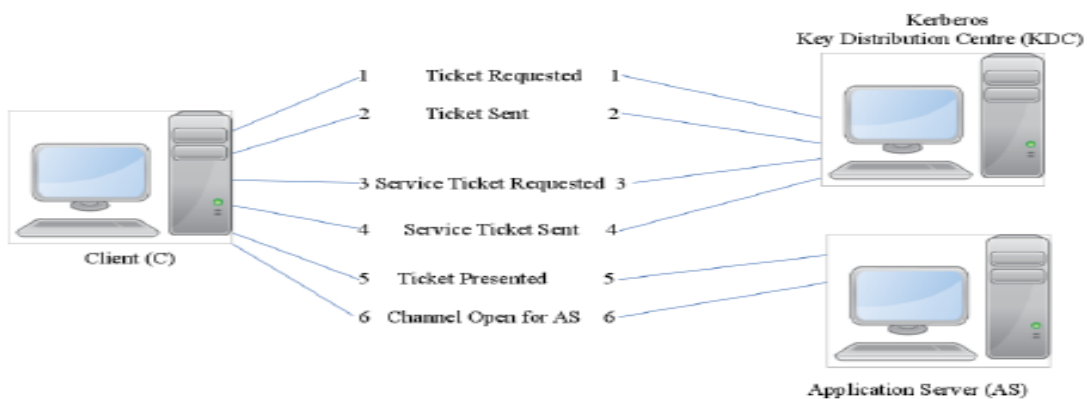 Kerberos
Key Distribution Centre (KDC)
1 Ticket Requested 1
2 Ticket Sent 2
3 Service Ticket Requested 3
4 Service Ticket Sent 4
Client (C)
5 Ticket Presented 5
6 Channel Open for AS 6
Application Server (AS)